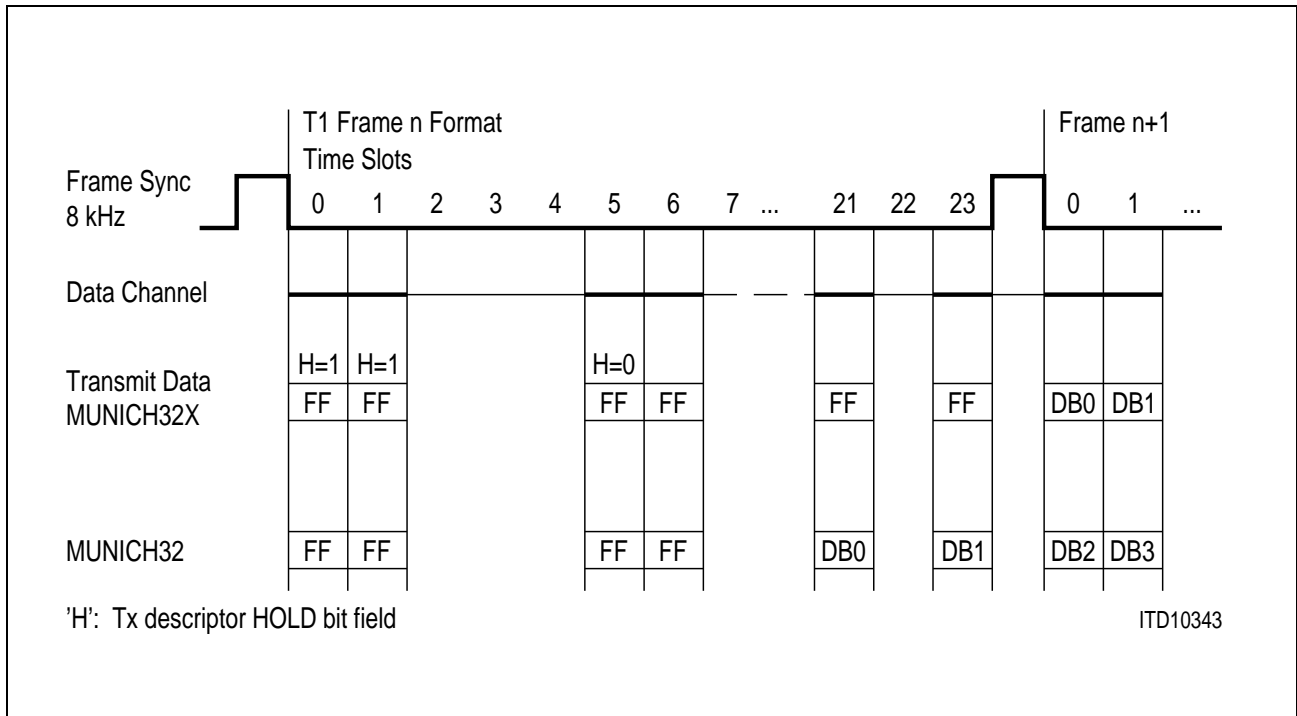 T1 Frame n Format Frame n+1
Time Slots
Frame Sync
8 kHz
0 1 2 3 4 5 6 7 ... 21 22 23 0 1 ...
Data Channel
H=1 H=1 H=0
Transmit Data
MUNICH32X
FF FF FF FF FF FF DB0 DB1
MUNICH32 FF FF FF FF DB0 DB1 DB2 DB3
’H’: Tx descriptor HOLD bit field ITD10343